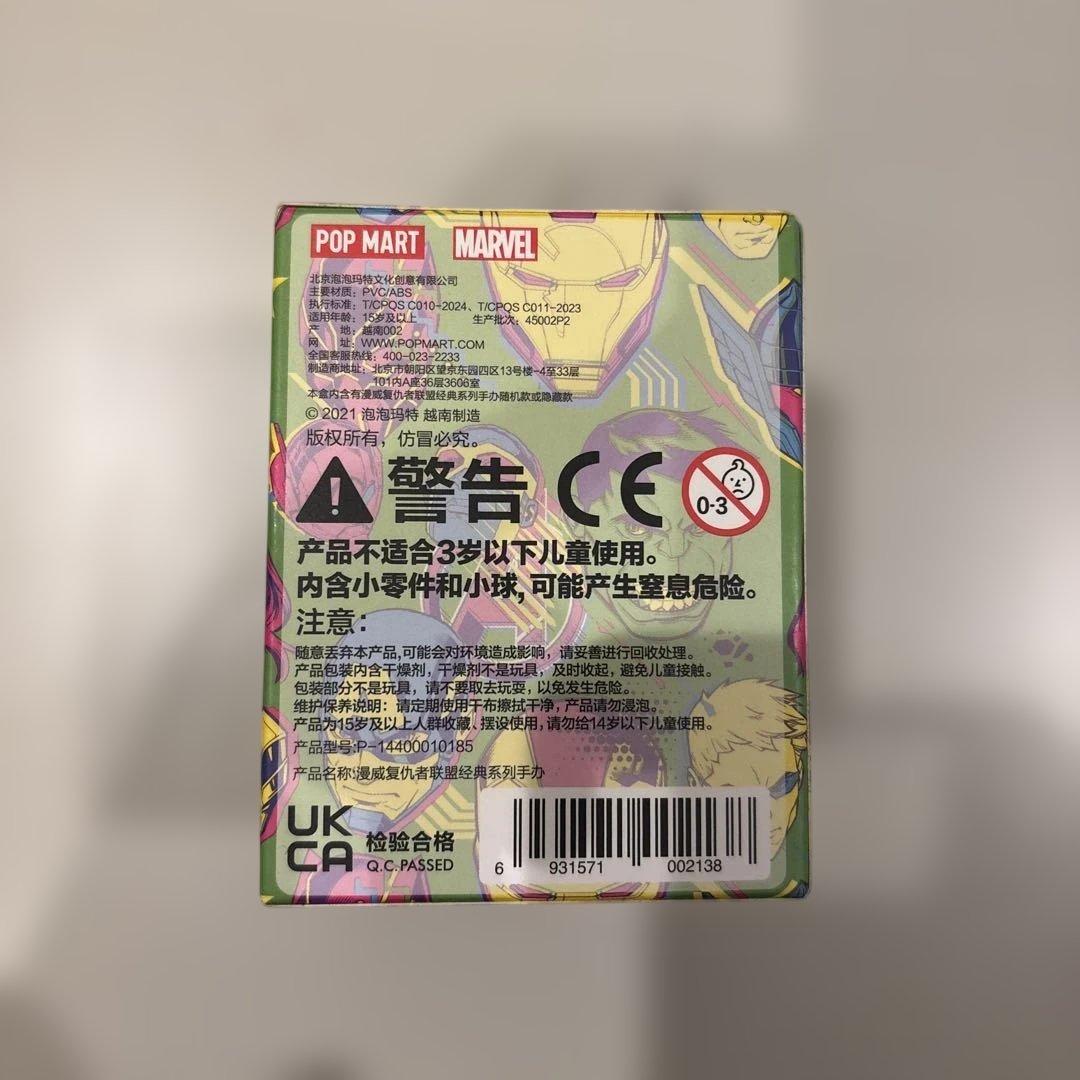 POP MART MARVEL
北京泡泡玛特文化创意有限公司
主要材质：PVC/ABS
执行标准：T/CPQS C010-2024、T/CPQS C011-2023
适用年龄：15岁及以上 生产批次：45002P2
产 地：越南002
网 址：WWW.POPMART.COM
全国客服热线：400-023-2233
制造商地址：北京市朝阳区望京东园四区13号楼-4至33层
101内A座36层3606室
本盒内含有漫威复仇者联盟经典系列手办随机款或隐藏款
© 2021 泡泡玛特 越南制造
版权所有，仿冒必究。
警告 CE 0-3
产品不适合3岁以下儿童使用。
内含小零件和小球，可能产生窒息危险。
注意：
随意丢弃本产品,可能会对环境造成影响，请妥善进行回收处理。
产品包装内含干燥剂，干燥剂不是玩具，及时收起，避免儿童接触。
包装部分不是玩具，请不要取去玩耍，以免发生危险。
维护保养说明：请定期使用干布擦拭干净，产品请勿浸泡。
产品为15岁及以上人群收藏、摆设使用，请勿给14岁以下儿童使用。
产品型号:P-14400010185
产品名称:漫威复仇者联盟经典系列手办
UK
CA
检验合格
Q.C.PASSED
6 931571 002138